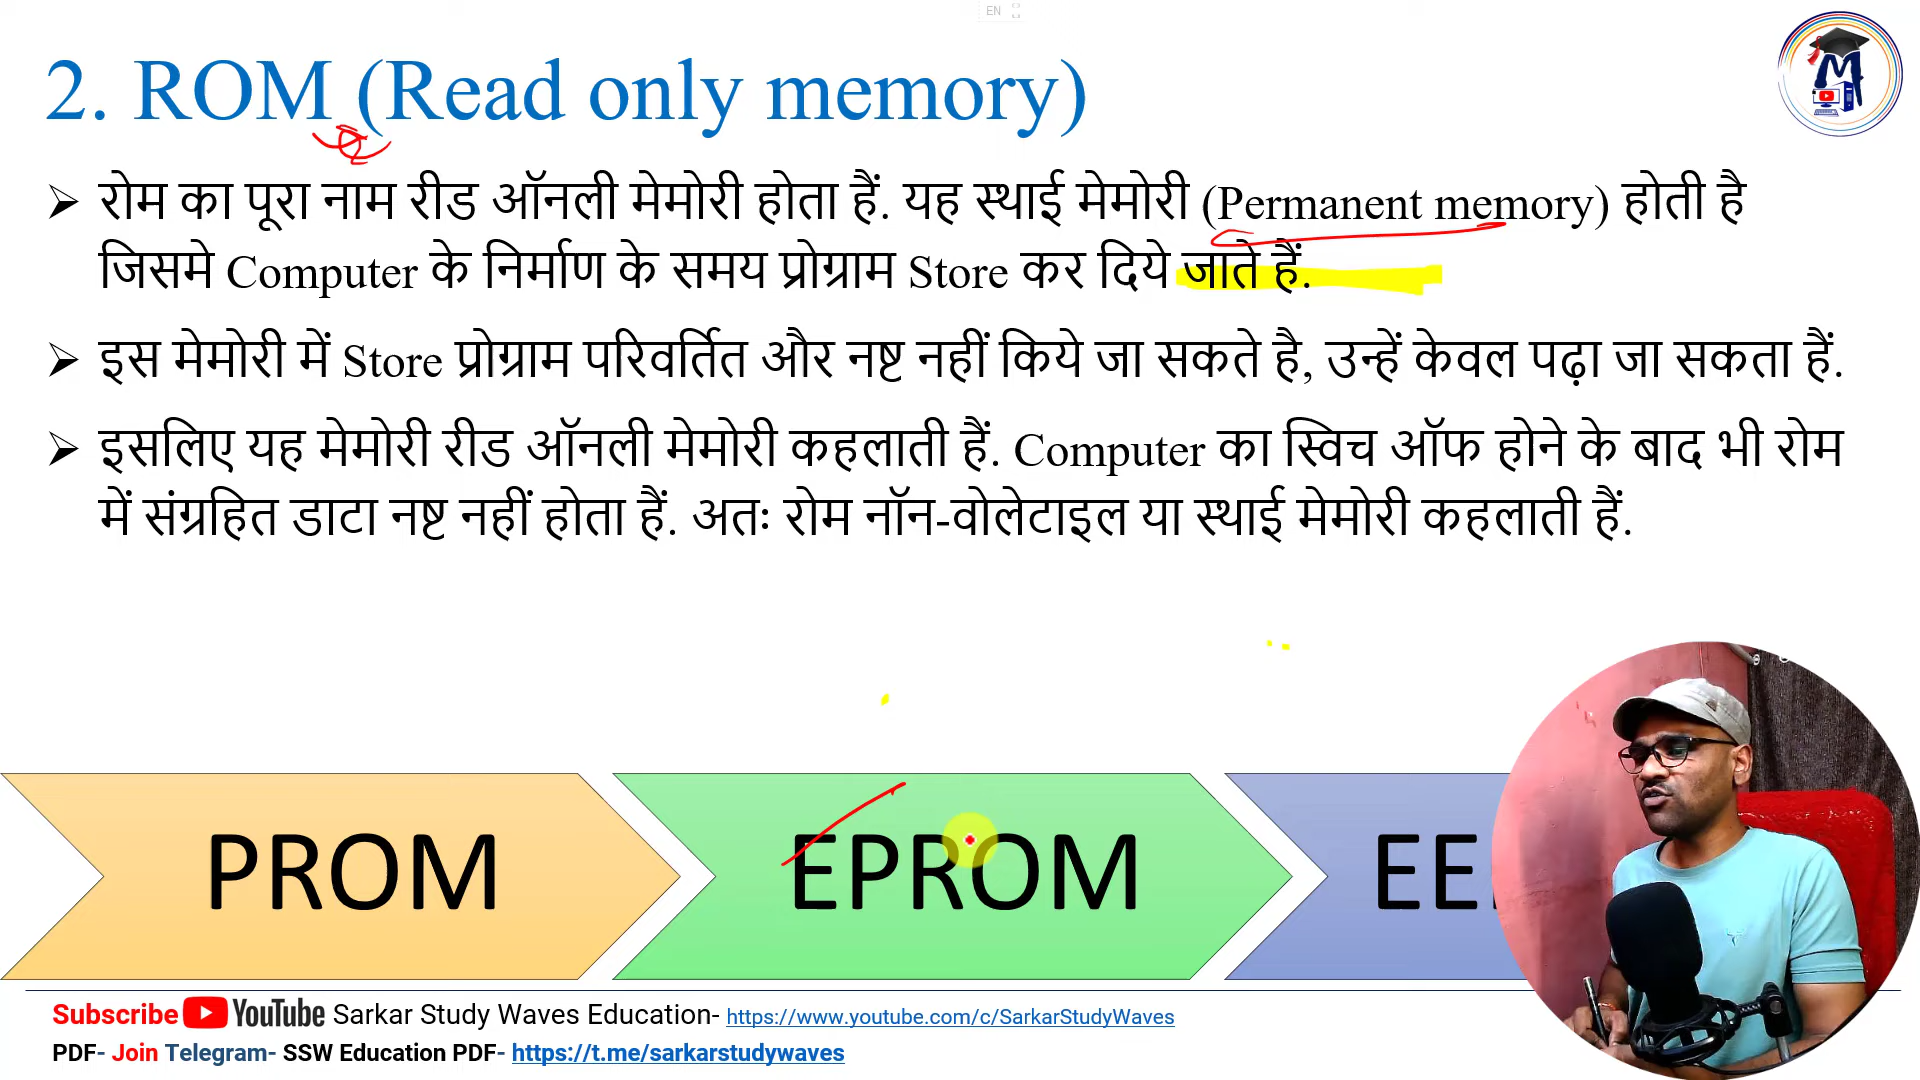 EN
2. ROM (Read only memory)
➢ रोम का पूरा नाम रीड ऑनली मेमोरी होता हैं. यह स्थाई मेमोरी (Permanent memory) होती है
जिसमे Computer के निर्माण के समय प्रोग्राम Store कर दिये जाते हैं.
➢ इस मेमोरी में Store प्रोग्राम परिवर्तित और नष्ट नहीं किये जा सकते है, उन्हें केवल पढ़ा जा सकता हैं.
➢ इसलिए यह मेमोरी रीड ऑनली मेमोरी कहलाती हैं. Computer का स्विच ऑफ होने के बाद भी रोम
में संग्रहित डाटा नष्ट नहीं होता हैं. अतः रोम नॉन-वोलेटाइल या स्थाई मेमोरी कहलाती हैं.
PROM EPROM EE
Subscribe YouTube Sarkar Study Waves Education- https://www.youtube.com/c/SarkarStudyWaves
PDF- Join Telegram- SSW Education PDF- https://t.me/sarkarstudywaves